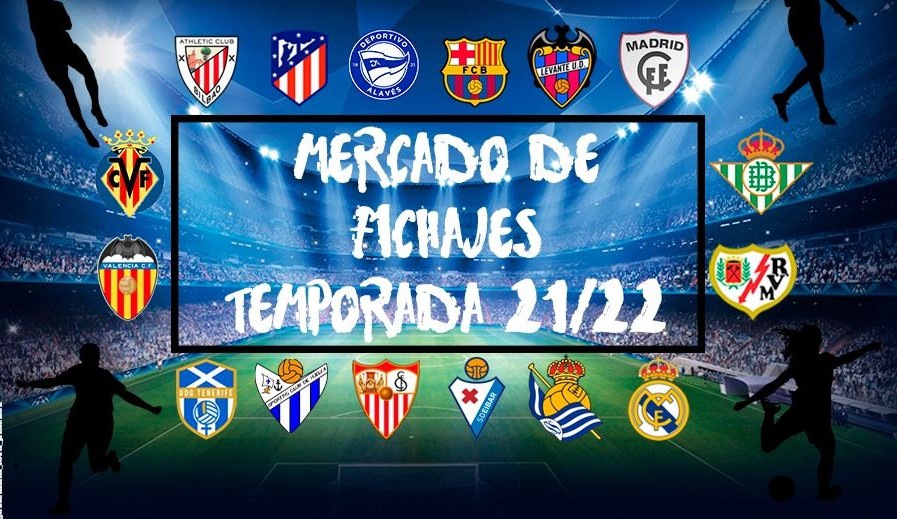 ATHLETIC CLUB
BILBAO
DEPORTIVO
1921
ALAVÉS
FCB
LEVANTE U.D.
MADRID
CFF
CVF
VALENCIA C.F.
MERCADO DE
FICHAJES
TEMPORADA 21/22
RVM
UDG TENERIFE
SPORTING CLUB DE HUELVA
S.D. EIBAR